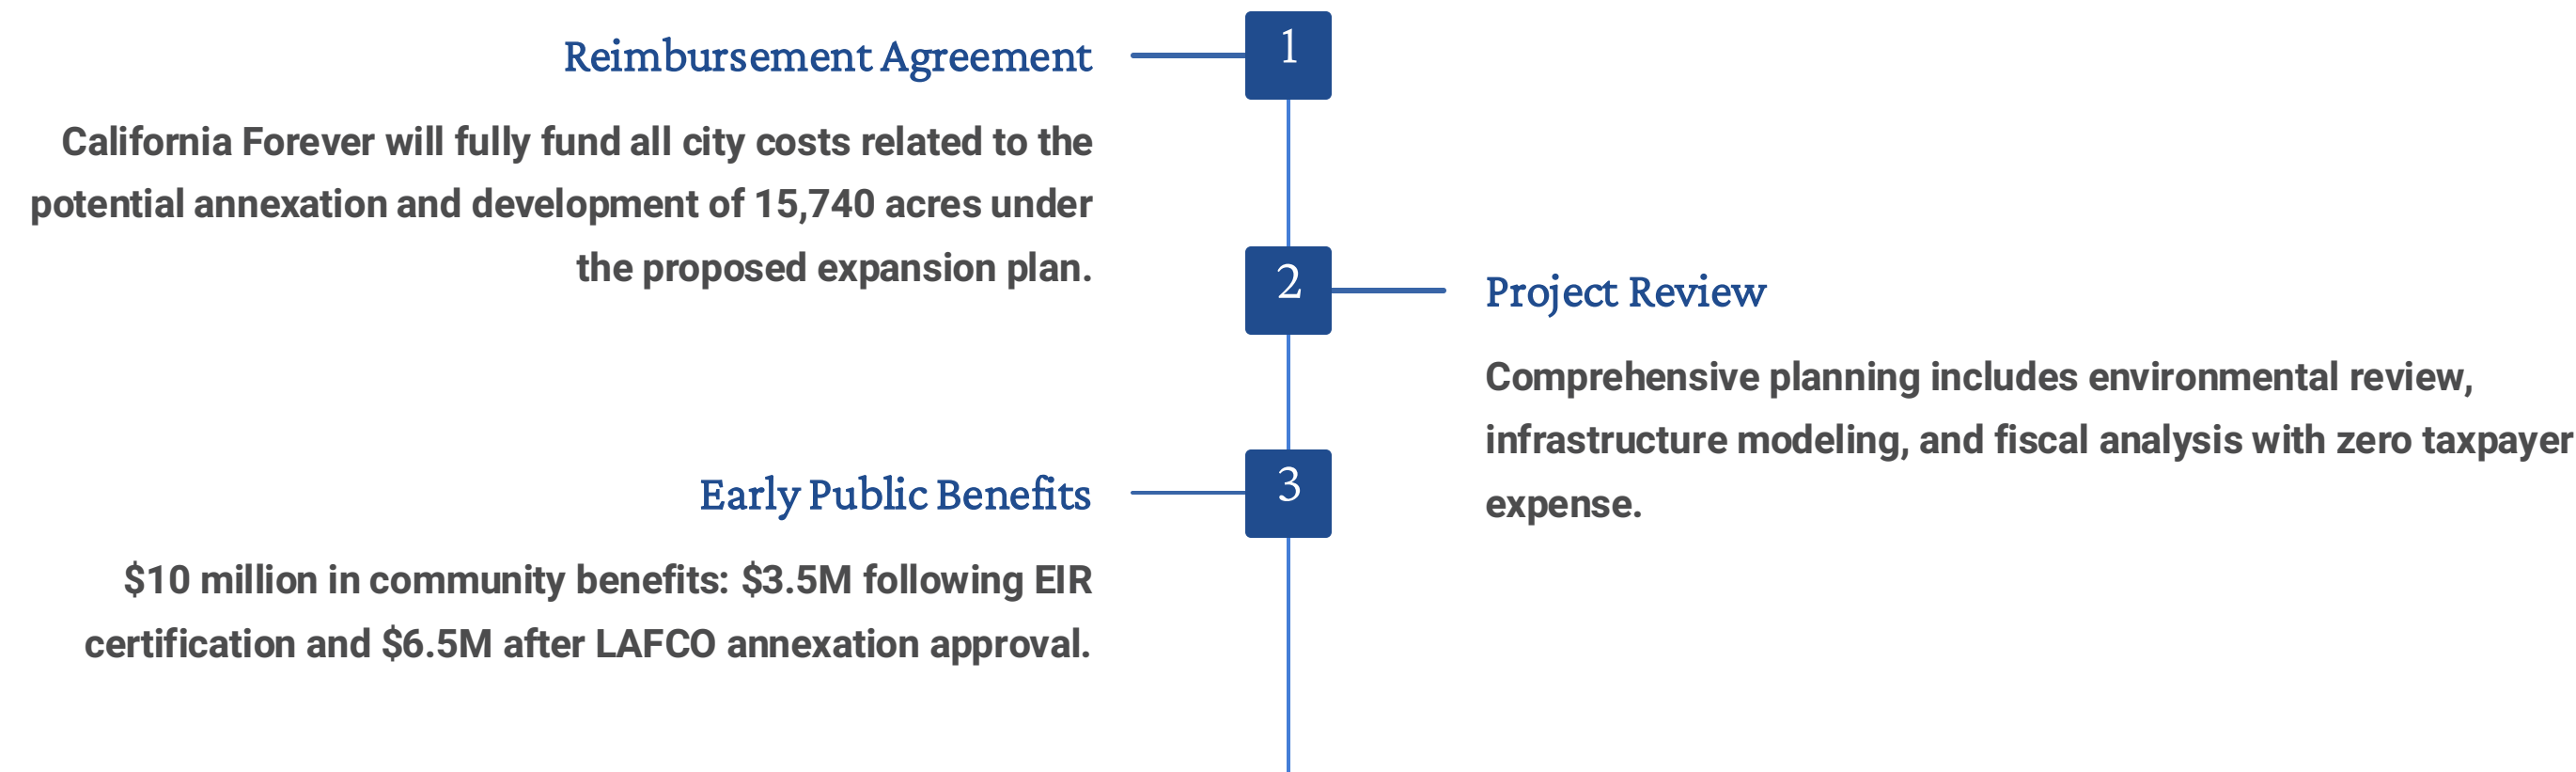 1
Reimbursement Agreement
California Forever will fully fund all city costs related to the
potential annexation and development of 15,740 acres under
the proposed expansion plan.
2
Project Review
Comprehensive planning includes environmental review,
infrastructure modeling, and fiscal analysis with zero taxpayer
expense.
3
Early Public Benefits
$10 million in community benefits: $3.5M following EIR
certification and $6.5M after LAFCO annexation approval.